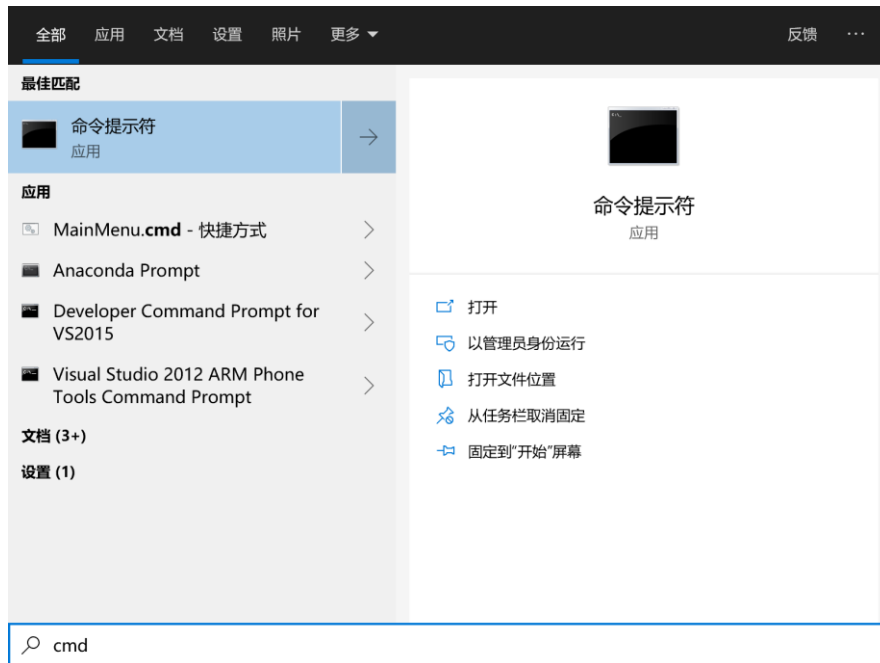 全部 应用 文档 设置 照片 更多 反馈 ...
最佳匹配
命令提示符
应用
应用
MainMenu.cmd - 快捷方式
Anaconda Prompt
Developer Command Prompt for
VS2015
Visual Studio 2012 ARM Phone
Tools Command Prompt
文档 (3+)
设置 (1)
命令提示符
应用
打开
以管理员身份运行
打开文件位置
从任务栏取消固定
固定到"开始"屏幕
cmd